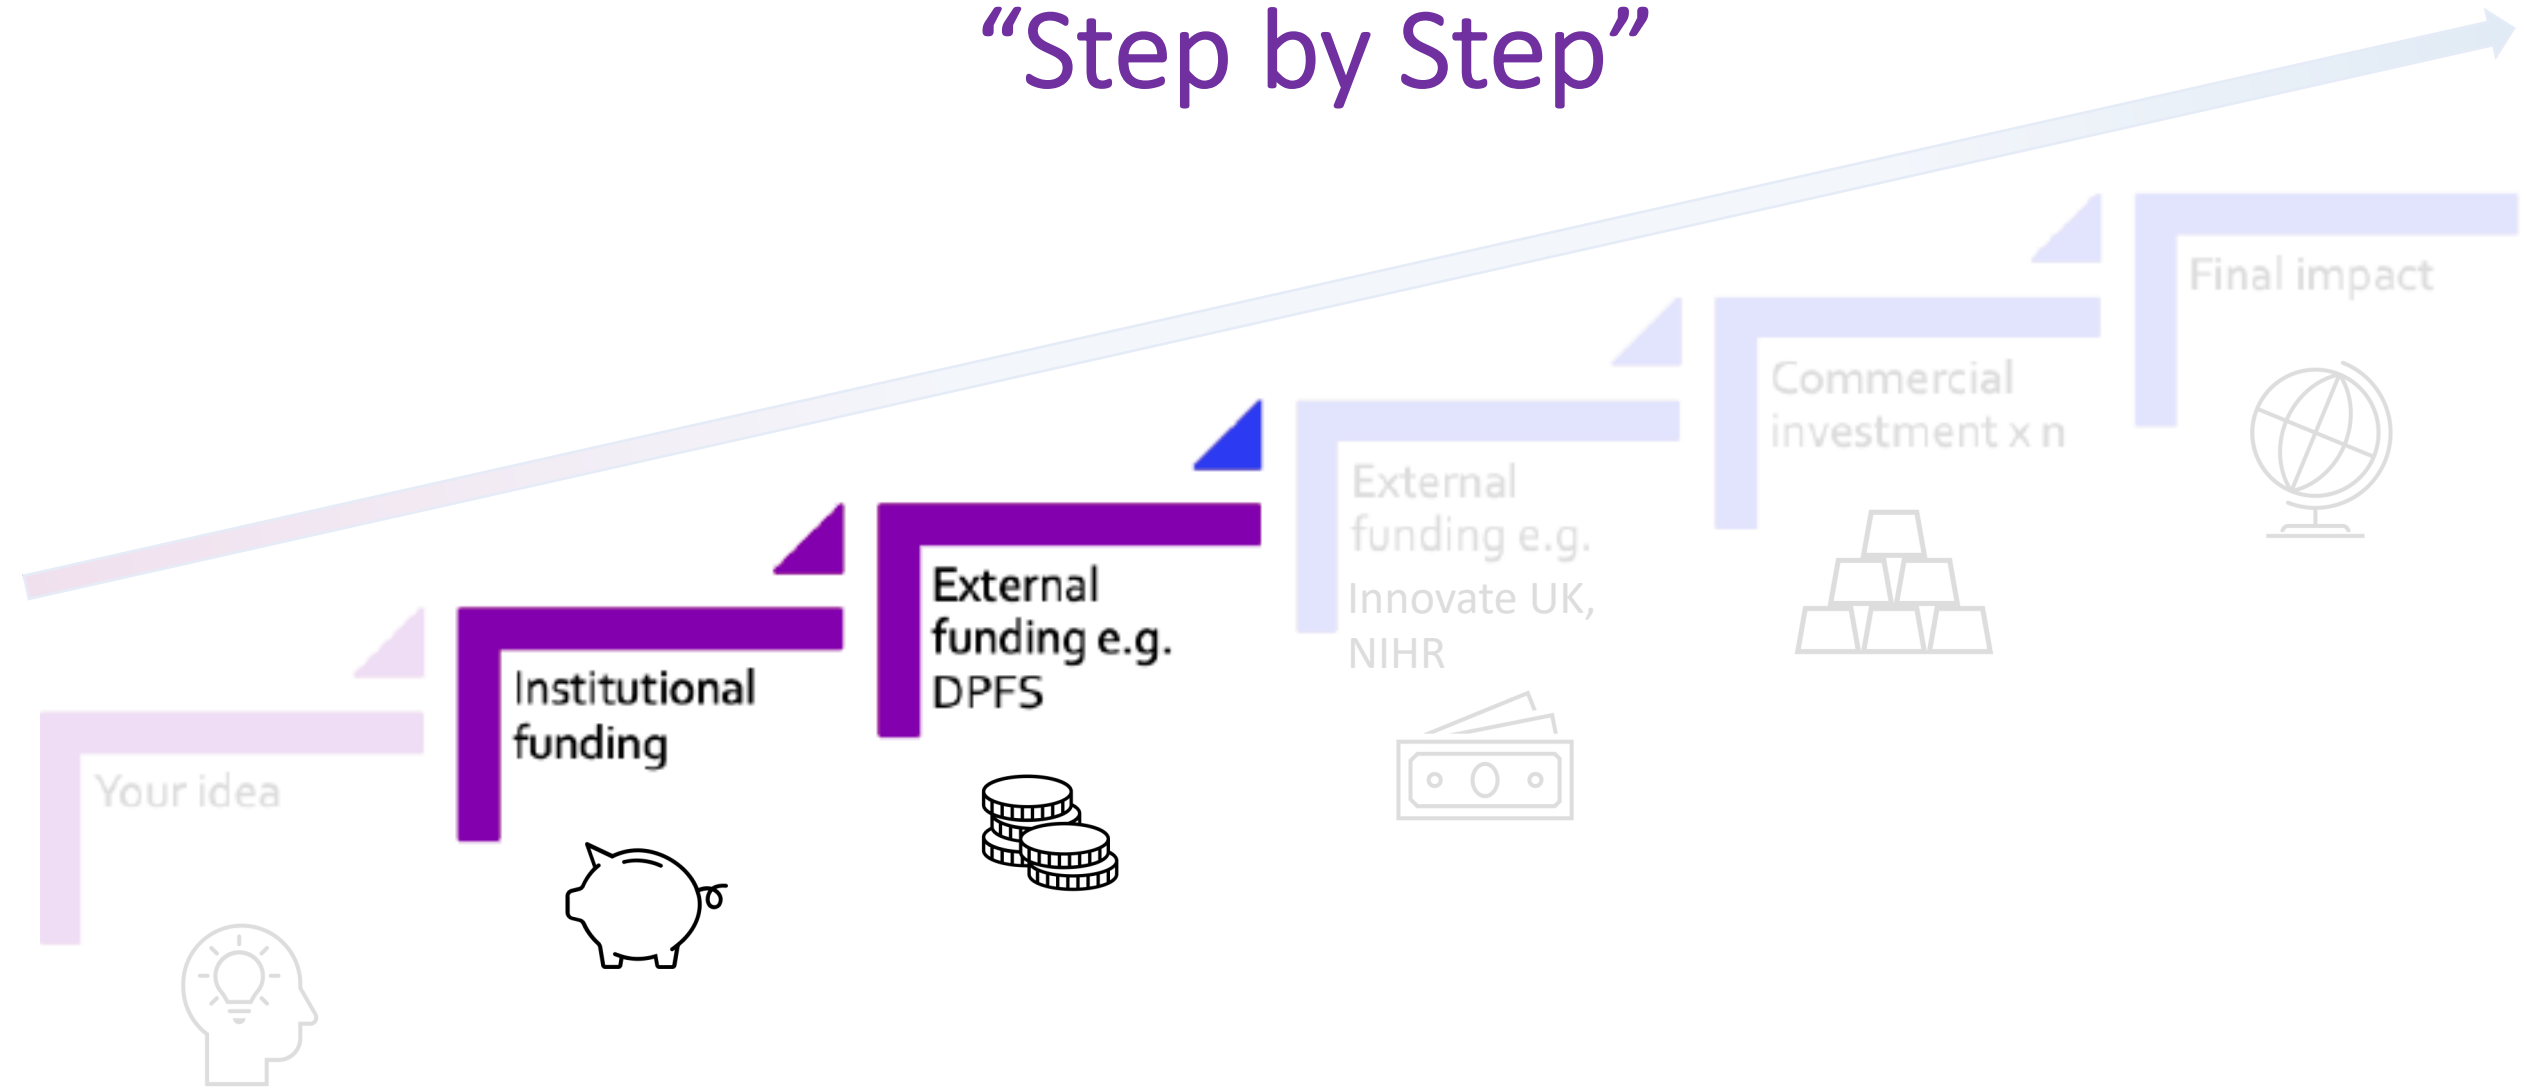 “Step by Step”
Your idea
Institutional
funding
External
funding e.g.
DPFS
External
funding e.g.
Innovate UK,
NIHR
Commercial
investment x n
Final impact